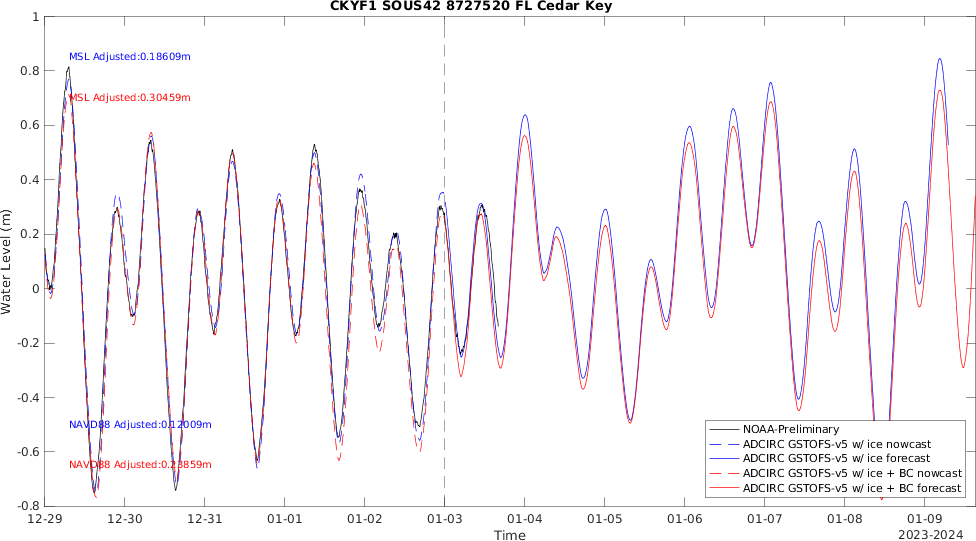 CKYF1 SOUS42 8727520 FL Cedar Key
Water Level (m)
1
0.8
0.6
0.4
0.2
0
-0.2
-0.4
-0.6
-0.8
MSL Adjusted:0.18609m
MSL Adjusted:0.30459m
NAVD88 Adjusted:0.12009m
NAVD88 Adjusted:0.23859m
NOAA-Preliminary
ADCIRC GSTOFS-v5 w/ ice nowcast
ADCIRC GSTOFS-v5 w/ ice forecast
ADCIRC GSTOFS-v5 w/ ice + BC nowcast
ADCIRC GSTOFS-v5 w/ ice + BC forecast
12-29 12-30 12-31 01-01 01-02 01-03 01-04 01-05 01-06 01-07 01-08 01-09
Time
2023-2024